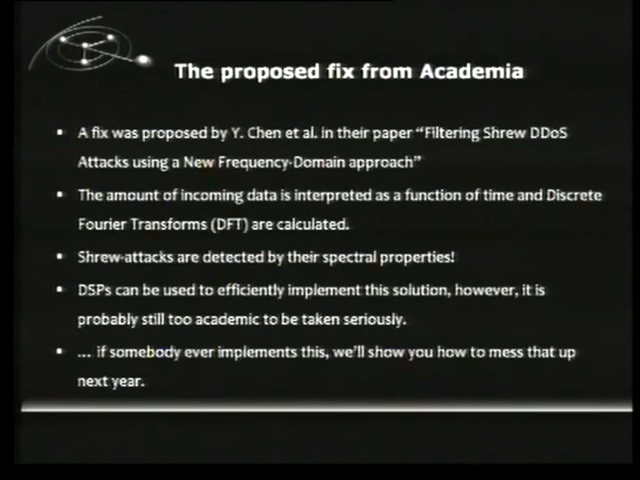 The proposed fix from Academia
▪ A fix was proposed by Y. Chen et al. in their paper “Filtering Shrew DDoS
Attacks using a New Frequency-Domain approach”
▪ The amount of incoming data is interpreted as a function of time and Discrete
Fourier Transforms (DFT) are calculated.
▪ Shrew-attacks are detected by their spectral properties!
▪ DSPs can be used to efficiently implement this solution, however, it is
probably still too academic to be taken seriously.
▪ ... if somebody ever implements this, we’ll show you how to mess that up
next year.